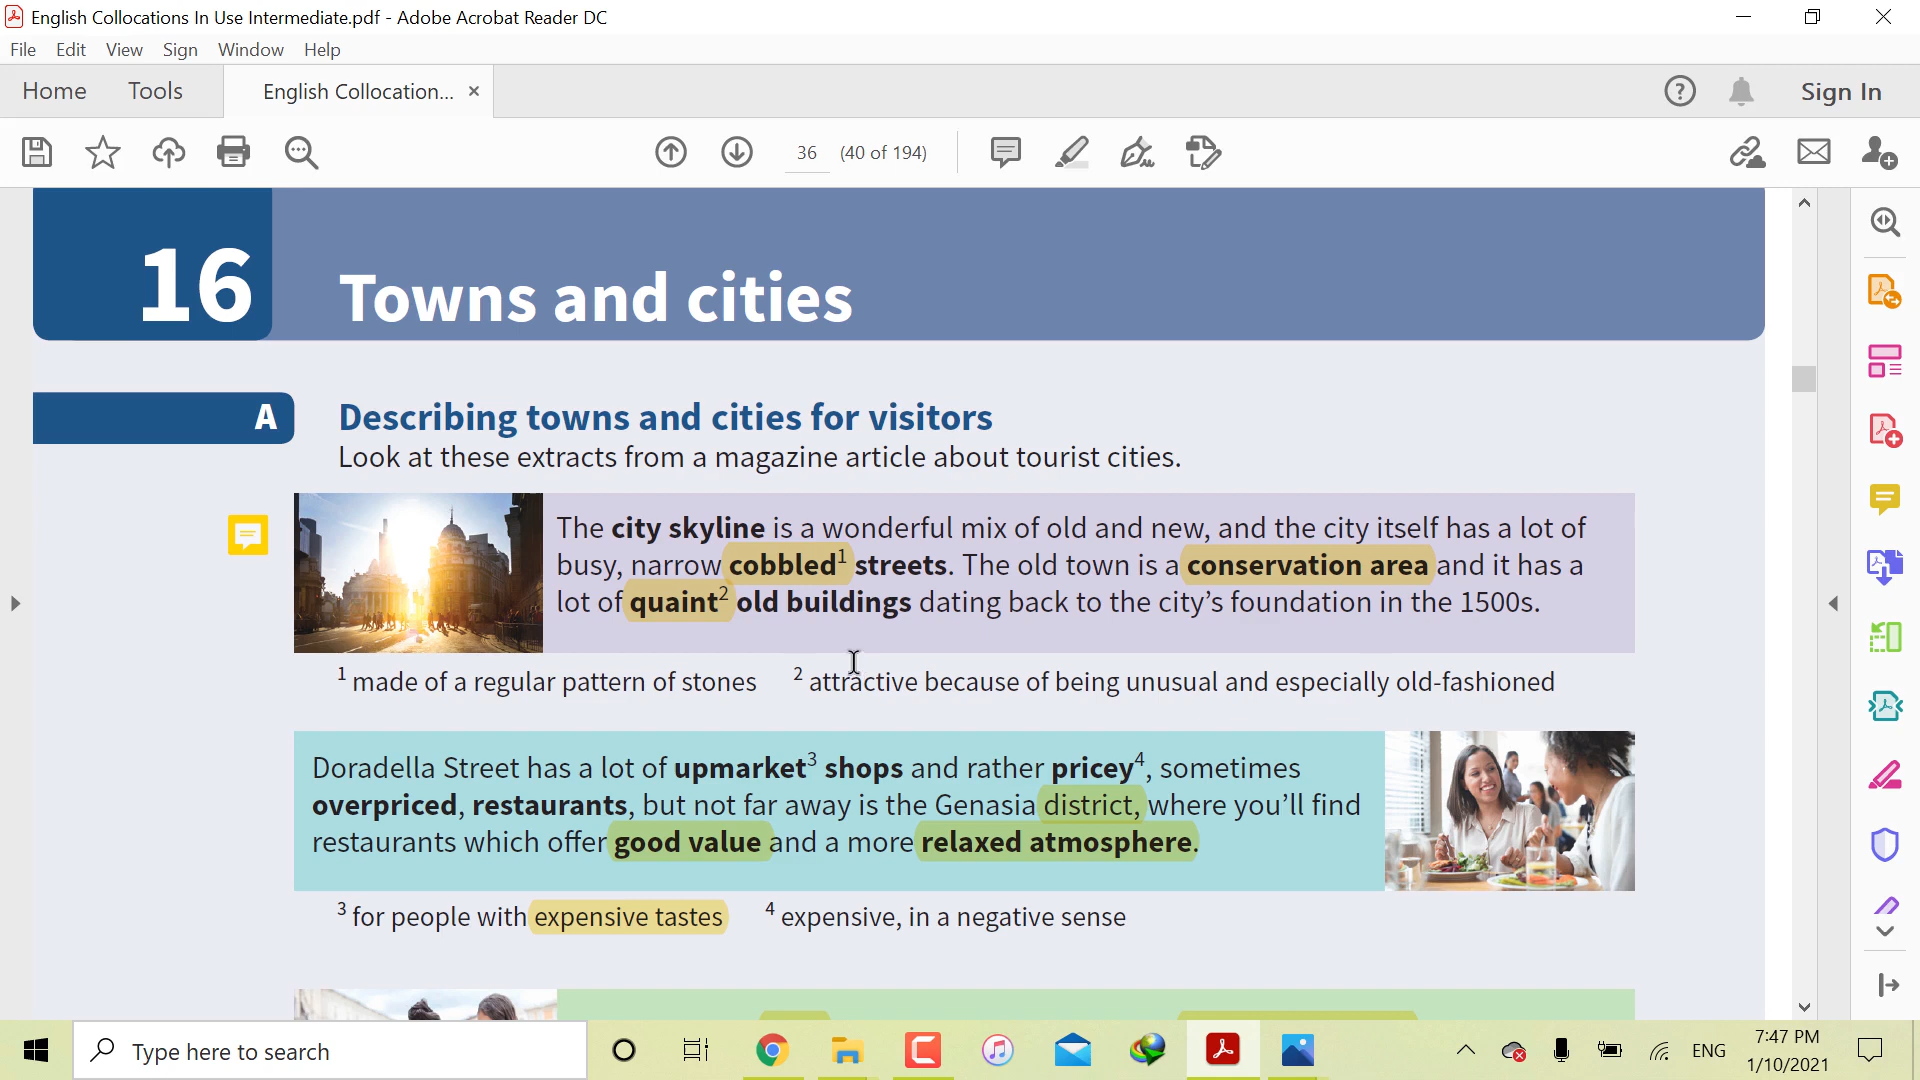 English Collocations In Use Intermediate.pdf - Adobe Acrobat Reader DC
File Edit View Sign Window Help
Home Tools English Collocation... × Sign In
36 (40 of 194)
16 Towns and cities
A Describing towns and cities for visitors
Look at these extracts from a magazine article about tourist cities.
The city skyline is a wonderful mix of old and new, and the city itself has a lot of
busy, narrow cobbled1 streets. The old town is a conservation area and it has a
lot of quaint2 old buildings dating back to the city's foundation in the 1500s.
1 made of a regular pattern of stones 2 attractive because of being unusual and especially old-fashioned
Doradella Street has a lot of upmarket3 shops and rather pricey4, sometimes
overpriced, restaurants, but not far away is the Genasia district, where you'll find
restaurants which offer good value and a more relaxed atmosphere.
3 for people with expensive tastes 4 expensive, in a negative sense
Type here to search
ENG
7:47 PM
1/10/2021